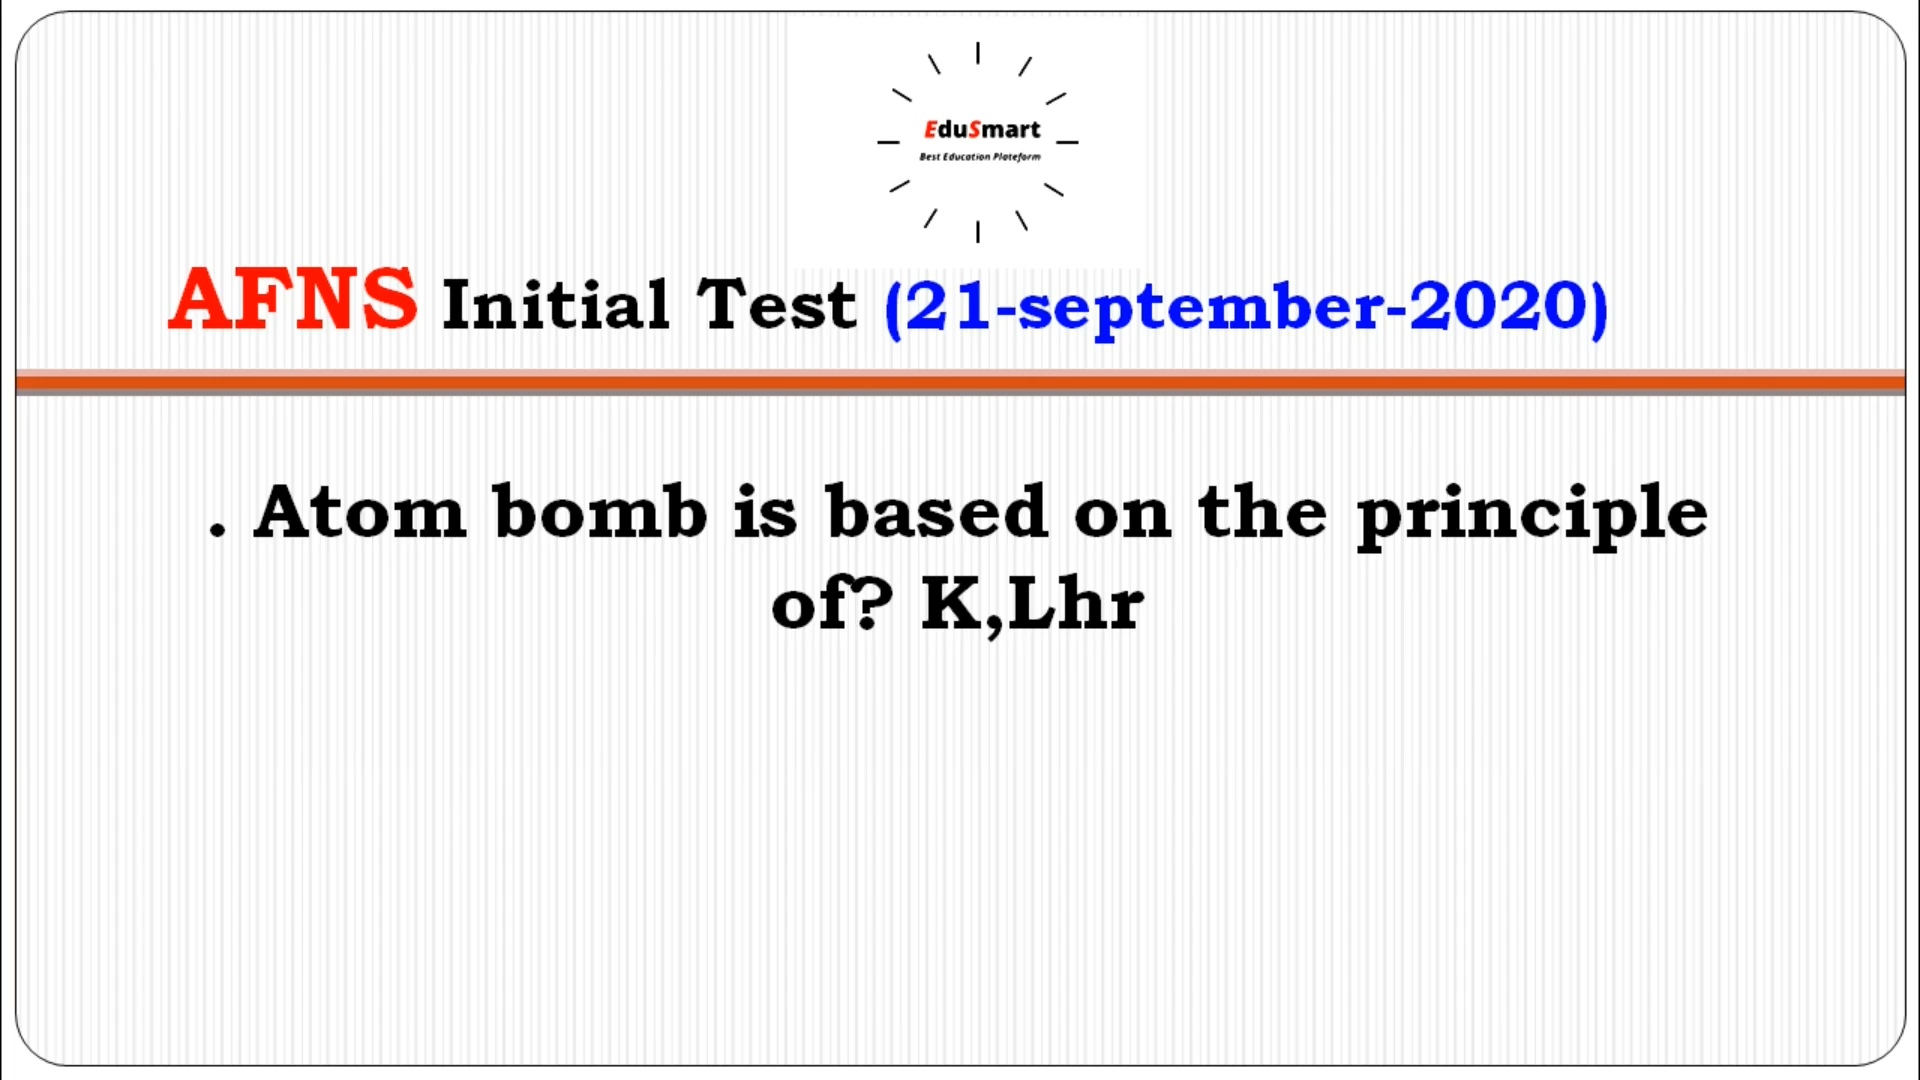 EduSmart
Best Education Plateform
AFNS Initial Test (21-september-2020)
. Atom bomb is based on the principle
of? K,Lhr